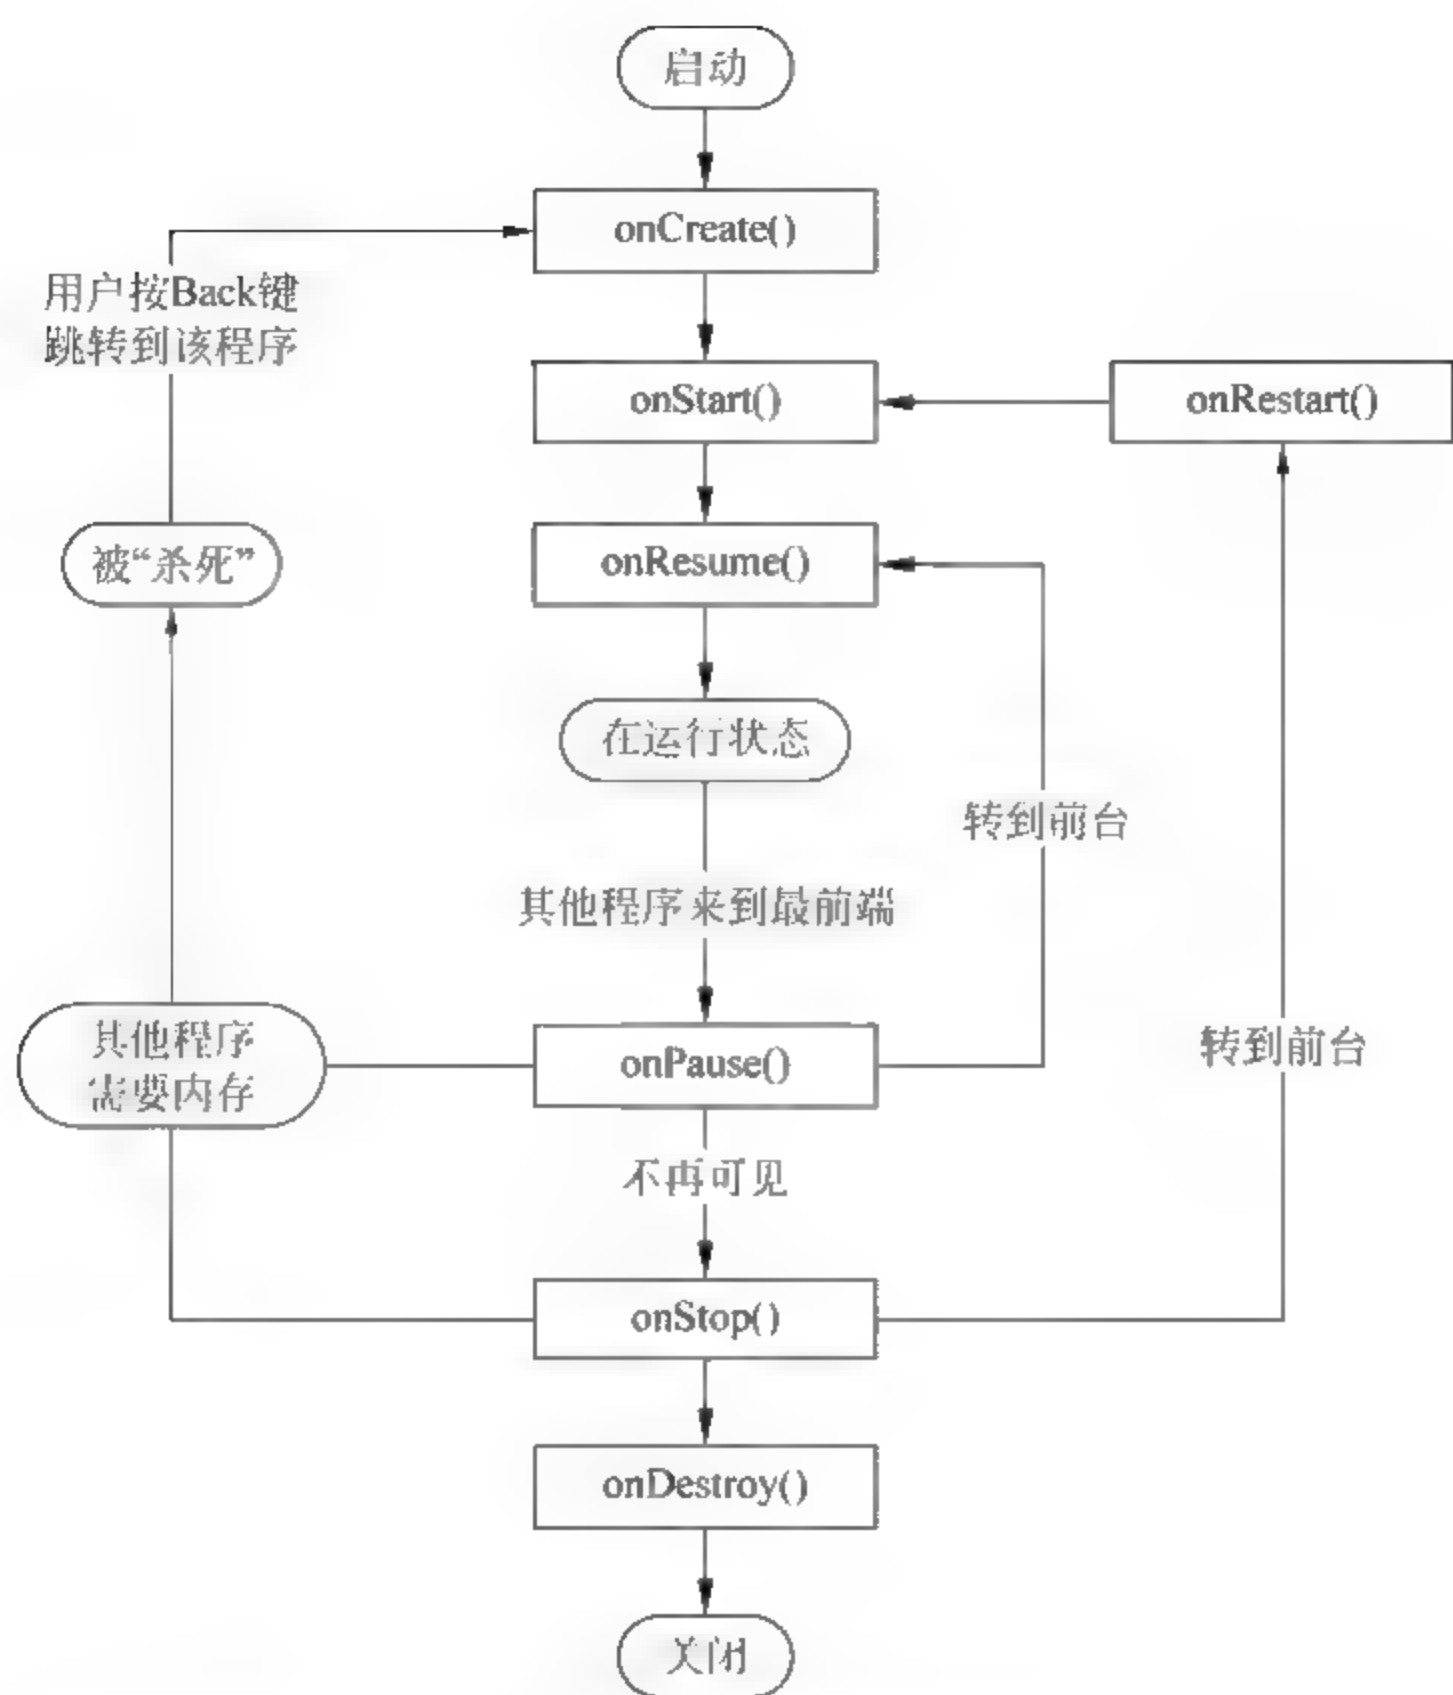 启动
onCreate()
用户按Back键
跳转到该程序
onStart()
onRestart()
被“杀死”
onResume()
在运行状态
转到前台
其他程序来到最前端
其他程序
需要内存
onPause()
转到前台
不再可见
onStop()
onDestroy()
关闭